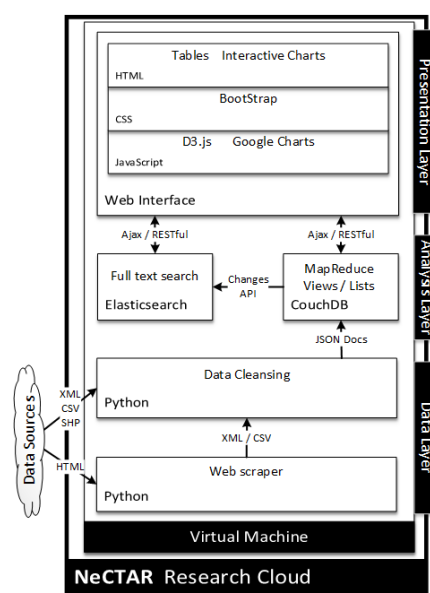 Tables Interactive Charts
HTML
BootStrap
CSS
D3.js Google Charts
JavaScript
Web Interface
Presentation Layer
Ajax / RESTful
Ajax / RESTful
Full text search
Elasticsearch
Changes
API
MapReduce
Views / Lists
CouchDB
Analysis Layer
JSON Docs
Data Cleansing
Python
XML
CSV
SHP
Data Sources
HTML
XML / CSV
Web scraper
Python
Data Layer
Virtual Machine
NeCTAR Research Cloud